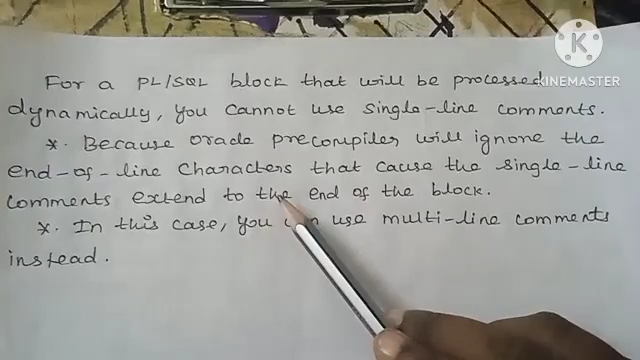 KINEMASTER
For a PL/SQL block that will be processed
dynamically, you cannot use single-line comments.
*. Because oracle precompiler will ignore the
end-of-line characters that cause the single-line
comments extend to the end of the block.
*. In this case, you can use multi-line comments
instead.